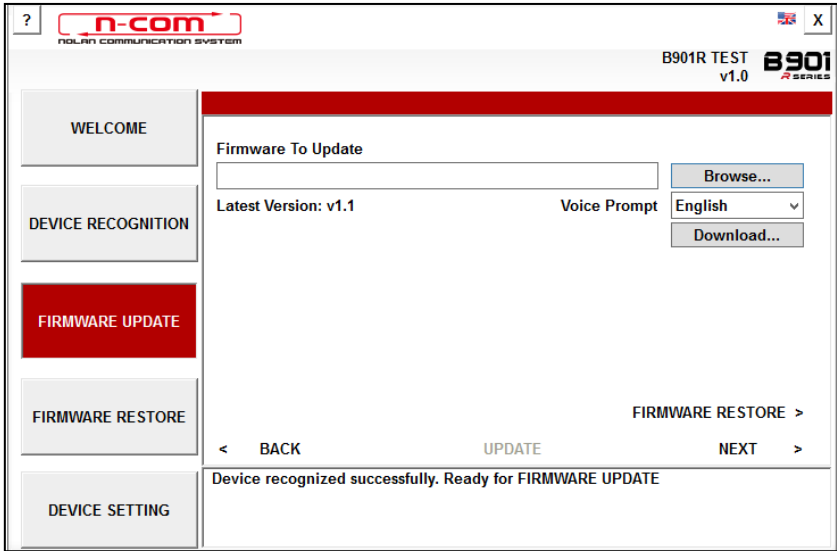 ?
n-com
NOLAN COMMUNICATION SYSTEM
X
B901R TEST
v1.0
B901
R SERIES
WELCOME
DEVICE RECOGNITION
FIRMWARE UPDATE
FIRMWARE RESTORE
DEVICE SETTING
Firmware To Update
Browse...
Latest Version: v1.1
Voice Prompt
English
Download...
FIRMWARE RESTORE >
< BACK
UPDATE
NEXT >
Device recognized successfully. Ready for FIRMWARE UPDATE